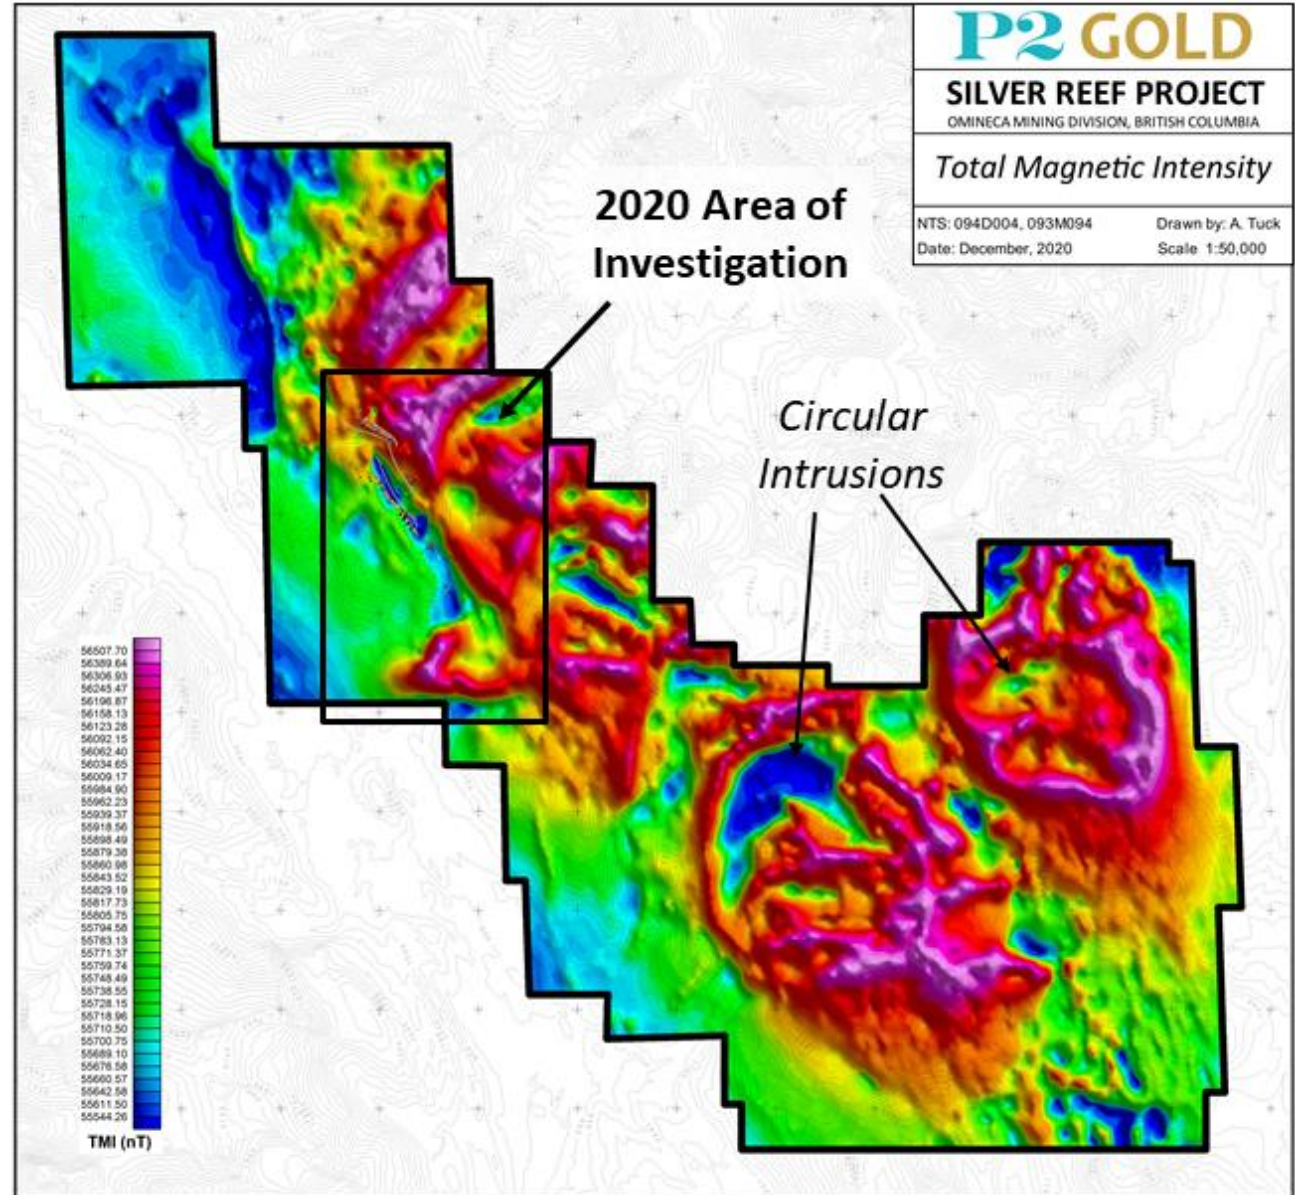 P2 GOLD
SILVER REEF PROJECT
OMINECA MINING DIVISION, BRITISH COLUMBIA
Total Magnetic Intensity
NTS: 094D004, 093M094
Drawn by: A. Tuck
Date: December, 2020
Scale 1:50,000
2020 Area of
Investigation
Circular
Intrusions
56507.70
56389.64
56306.93
56245.47
56196.87
56158.13
56123.28
56092.15
56062.40
56034.65
56009.17
55984.90
55962.23
55939.37
55918.56
55898.49
55879.38
55860.98
55843.52
55829.19
55817.73
55805.75
55794.58
55783.13
55771.37
55759.74
55748.49
55738.55
55728.15
55718.96
55710.50
55700.75
55689.10
55676.58
55660.57
55642.58
55611.50
55544.26
TMI (nT)